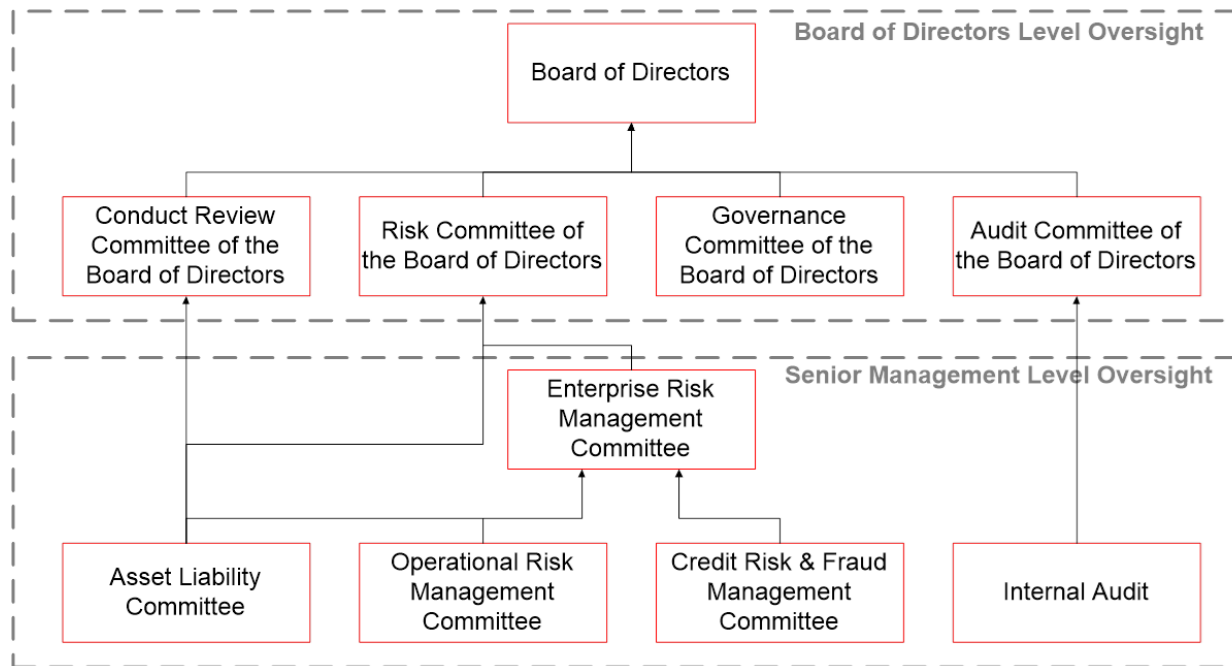 Board of Directors Level Oversight
Board of Directors
Conduct Review
Committee of the
Board of Directors
Risk Committee of
the Board of Directors
Governance
Committee of the
Board of Directors
Audit Committee of
the Board of Directors
Senior Management Level Oversight
Enterprise Risk
Management
Committee
Asset Liability
Committee
Operational Risk
Management
Committee
Credit Risk & Fraud
Management
Committee
Internal Audit